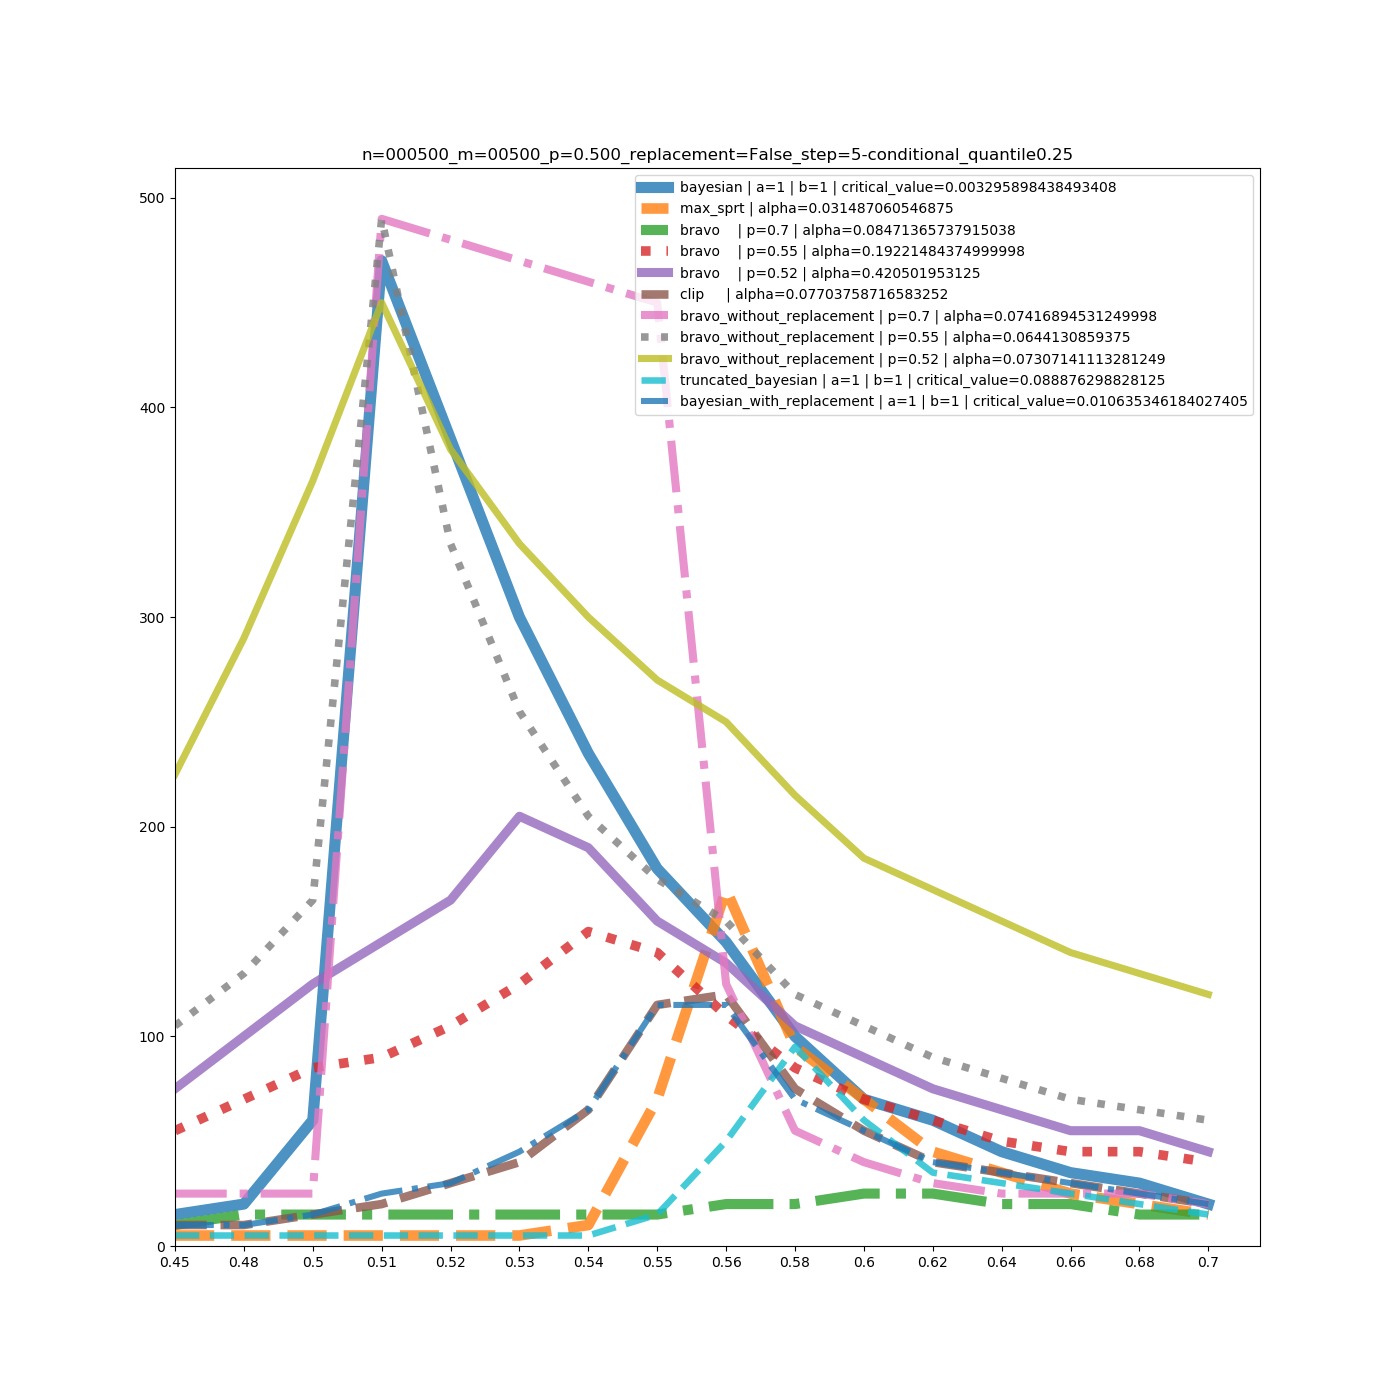 n=000500_m=00500_p=0.500_replacement=False_step=5-conditional_quantile0.25
bayesian | a=1 | b=1 | critical_value=0.003295898438493408
max_sprt | alpha=0.031487060546875
bravo | p=0.7 | alpha=0.08471365737915038
bravo | p=0.55 | alpha=0.19221484374999998
bravo | p=0.52 | alpha=0.420501953125
clip | alpha=0.07703758716583252
bravo_without_replacement | p=0.7 | alpha=0.07416894531249998
bravo_without_replacement | p=0.55 | alpha=0.0644130859375
bravo_without_replacement | p=0.52 | alpha=0.07307141113281249
truncated_bayesian | a=1 | b=1 | critical_value=0.088876298828125
bayesian_with_replacement | a=1 | b=1 | critical_value=0.010635346184027405
500
400
300
200
100
0
0.45 0.48 0.5 0.51 0.52 0.53 0.54 0.55 0.56 0.58 0.6 0.62 0.64 0.66 0.68 0.7